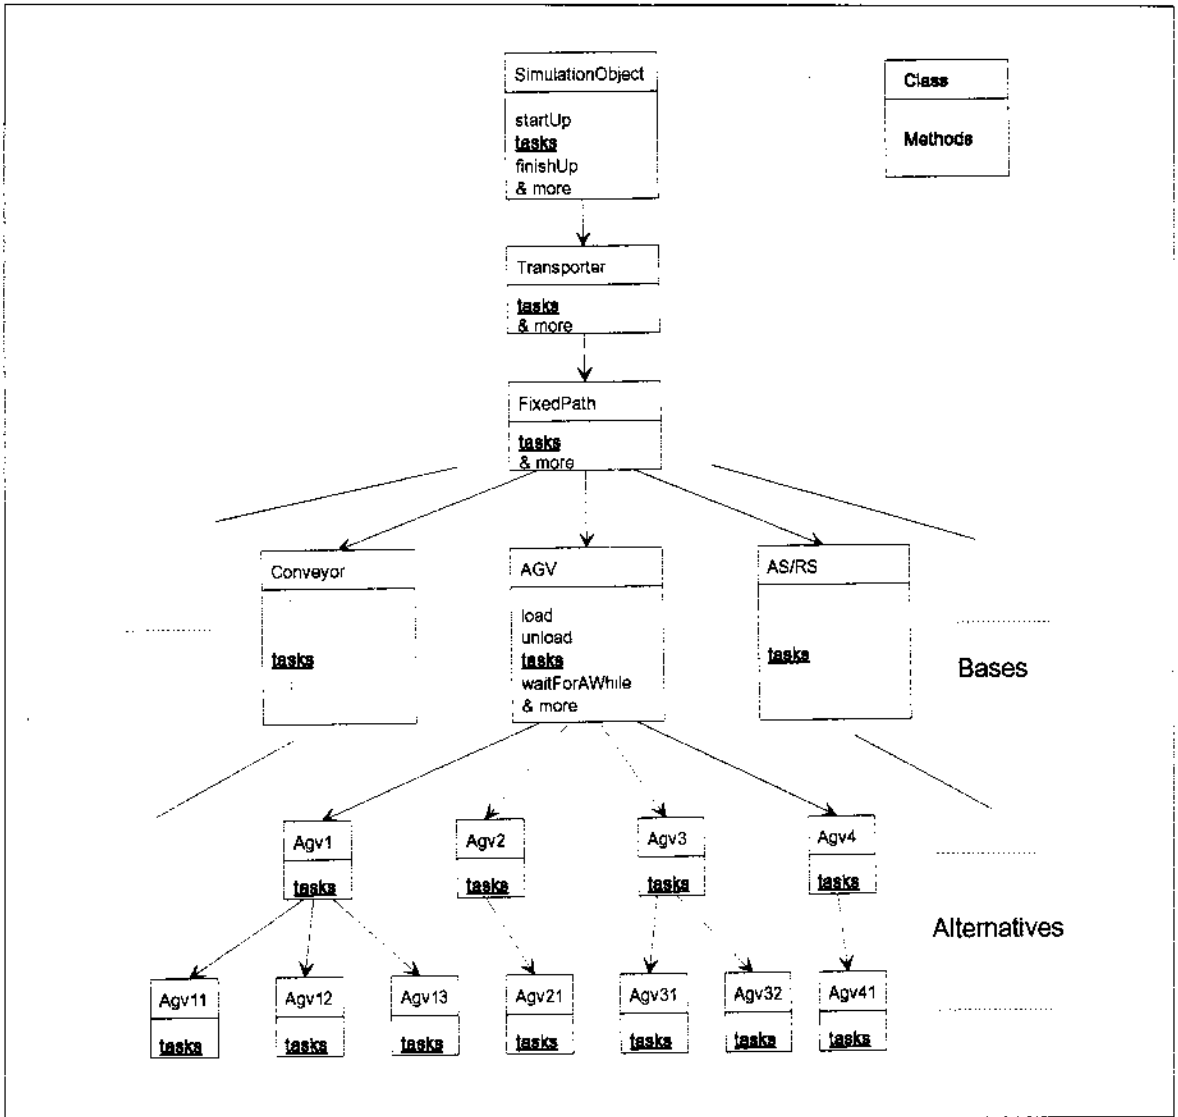 SimulationObject
startUp
tasks
finishUp
& more
Class
Methods
Transporter
tasks
& more
FixedPath
tasks
& more
Conveyor
tasks
AGV
load
unload
tasks
waitForAWhile
& more
AS/RS
tasks
Bases
Agv1
tasks
Agv2
tasks
Agv3
tasks
Agv4
tasks
Alternatives
Agv11
tasks
Agv12
tasks
Agv13
tasks
Agv21
tasks
Agv31
tasks
Agv32
tasks
Agv41
tasks